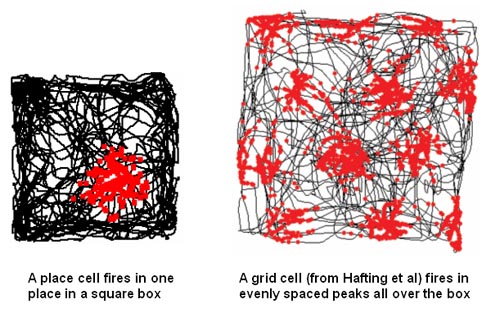 A place cell fires in one
place in a square box
A grid cell (from Hafting et al) fires in
evenly spaced peaks all over the box